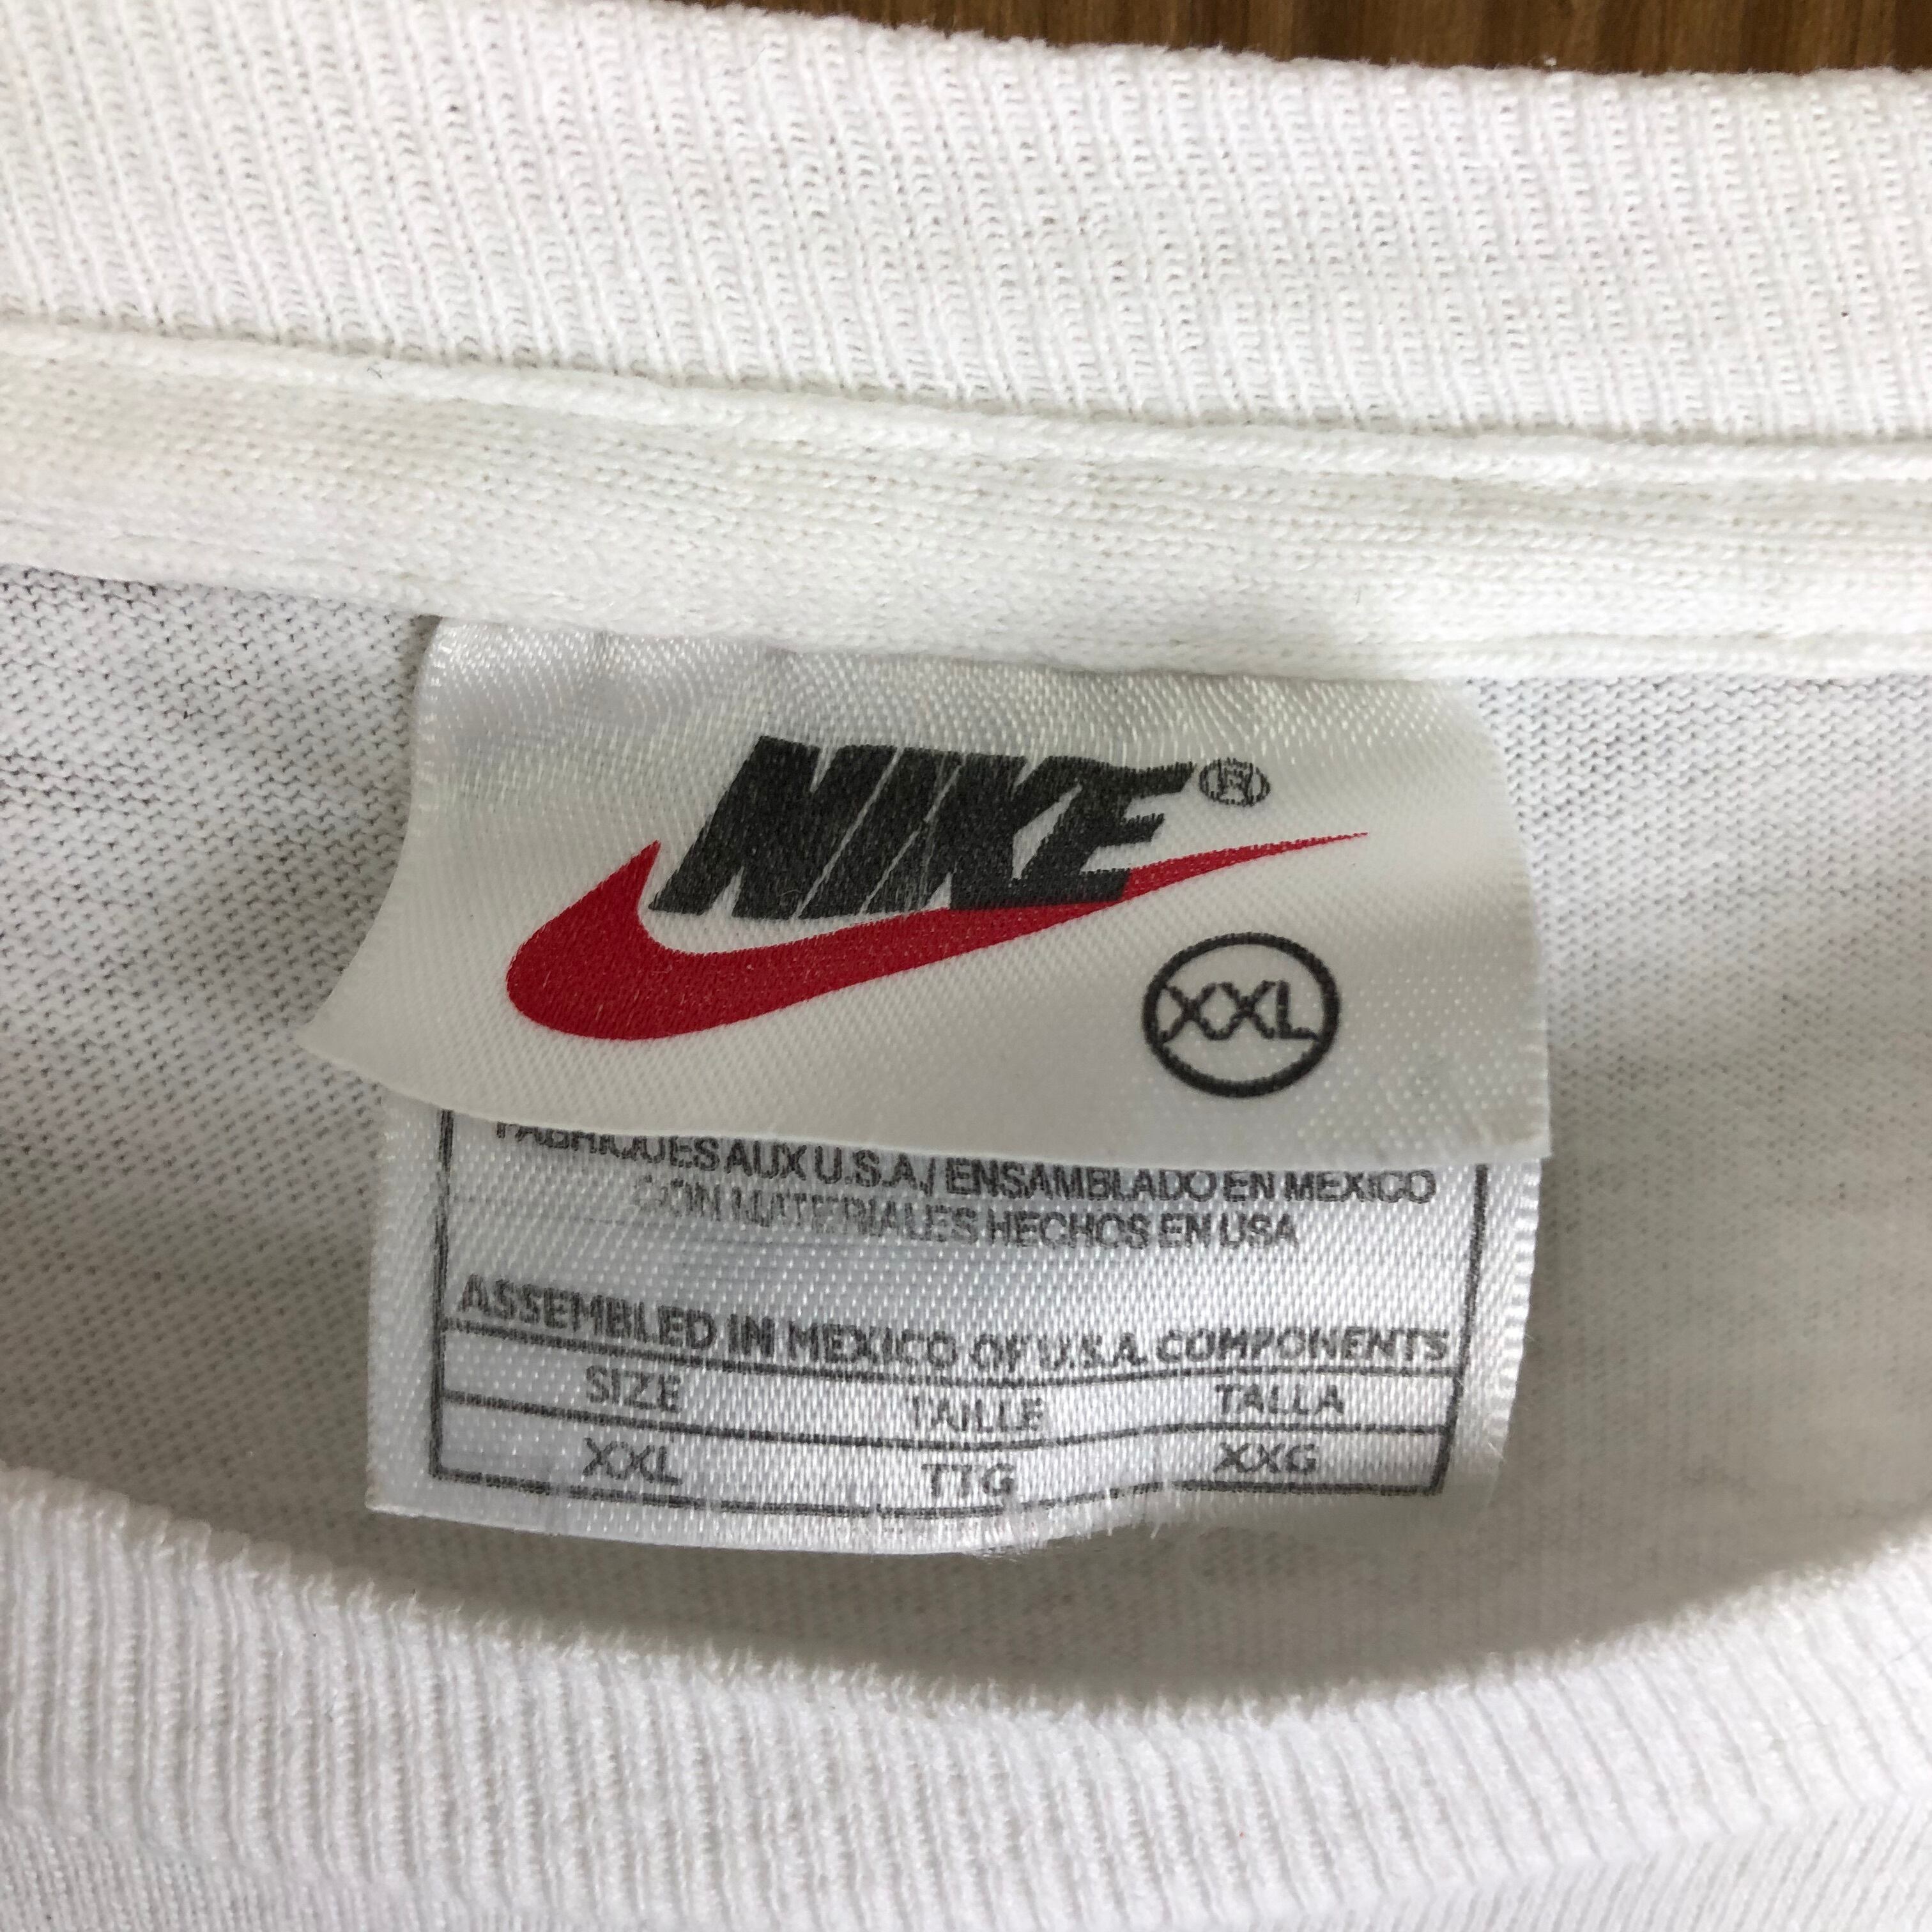 NIKE®
XXL
FABRIQUES AUX U.S.A./ ENSAMBLADO EN MEXICO
CON MATERIALES HECHOS EN USA
ASSEMBLED IN MEXICO OF U.S.A. COMPONENTS
SIZE TAILLE TALLA
XXL TTG XXG